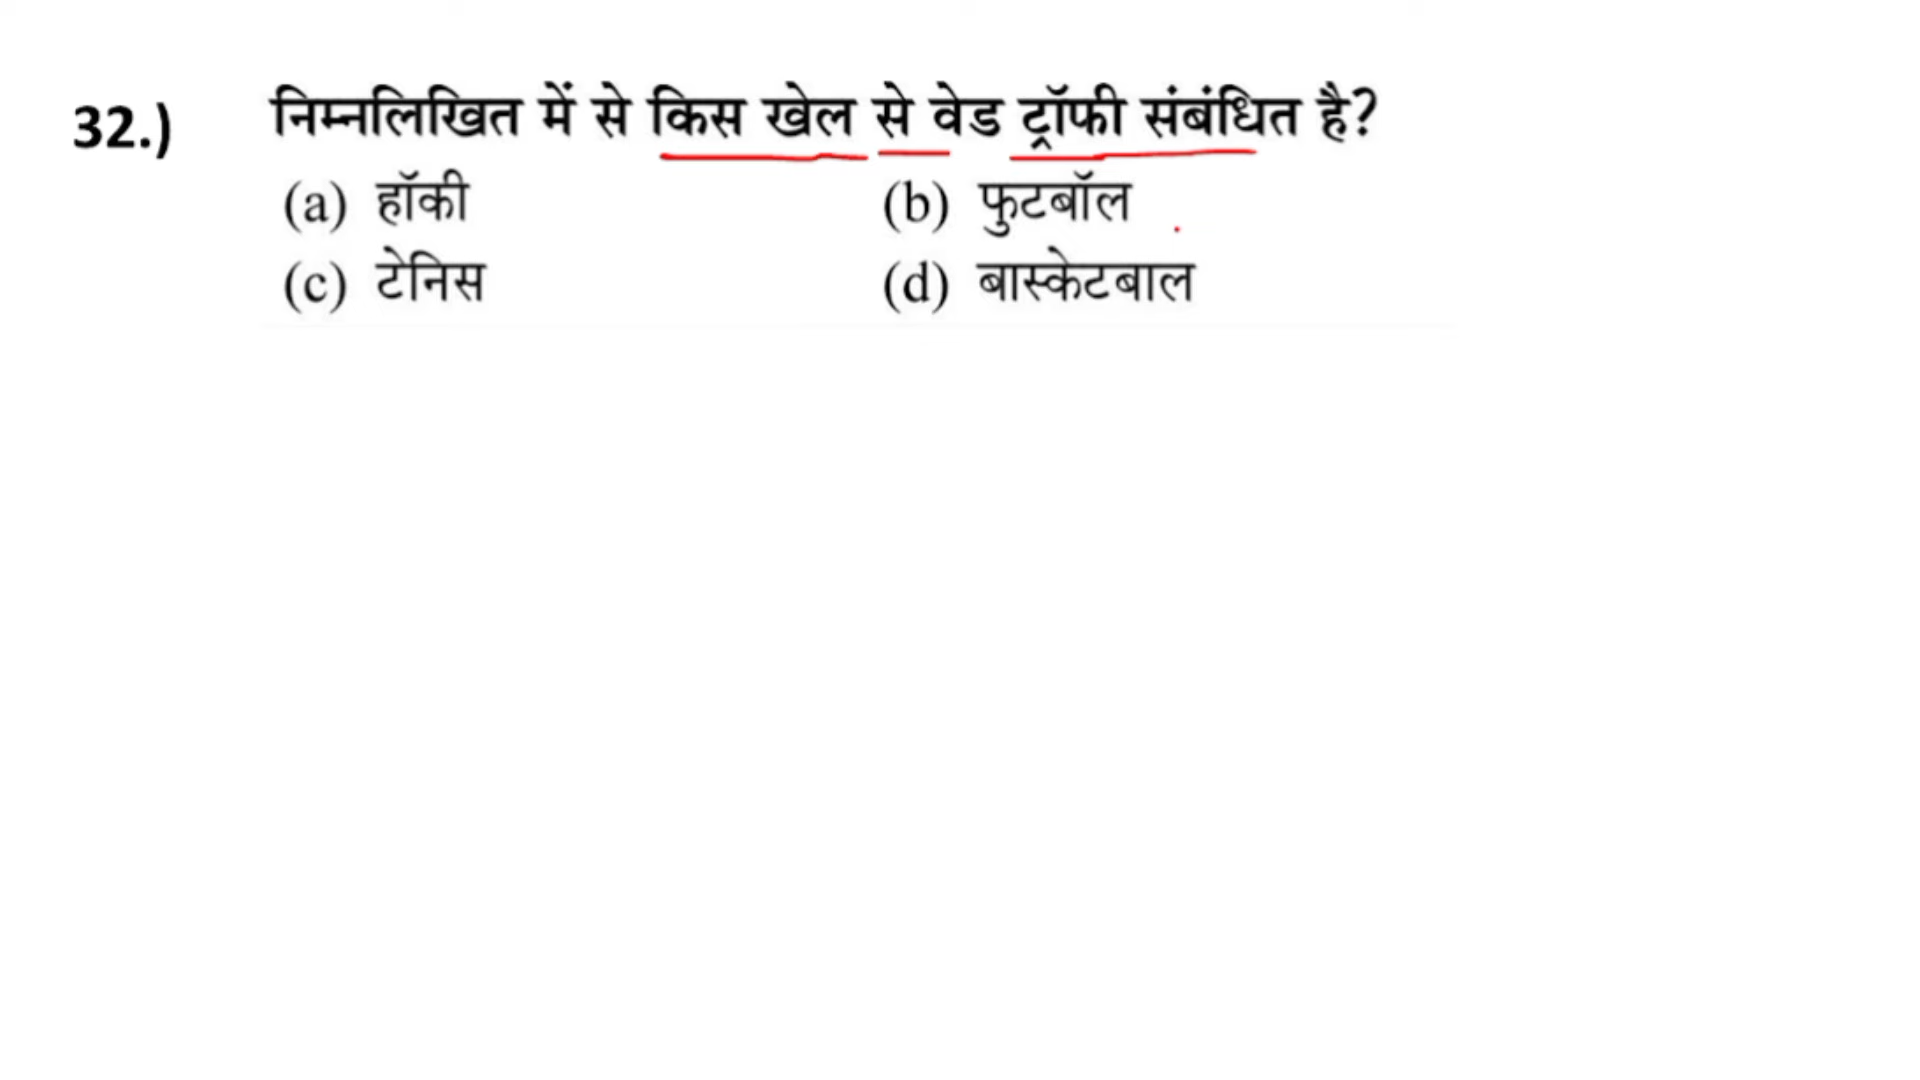 32.) निम्नलिखित में से किस खेल से वेड ट्रॉफी संबंधित है?
(a) हॉकी (b) फुटबॉल
(c) टेनिस (d) बास्केटबाल